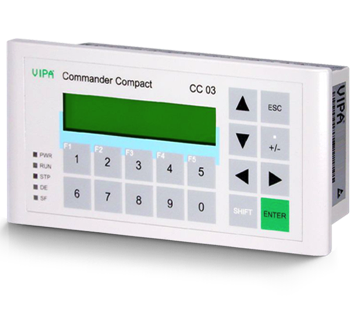 VIPA Commander Compact CC 03
ESC
F1 F2 F3 F4 F5
1 2 3 4 5
+/-
PWR
RUN
STP
DE
SF
6 7 8 9 0
SHIFT ENTER
VIPA